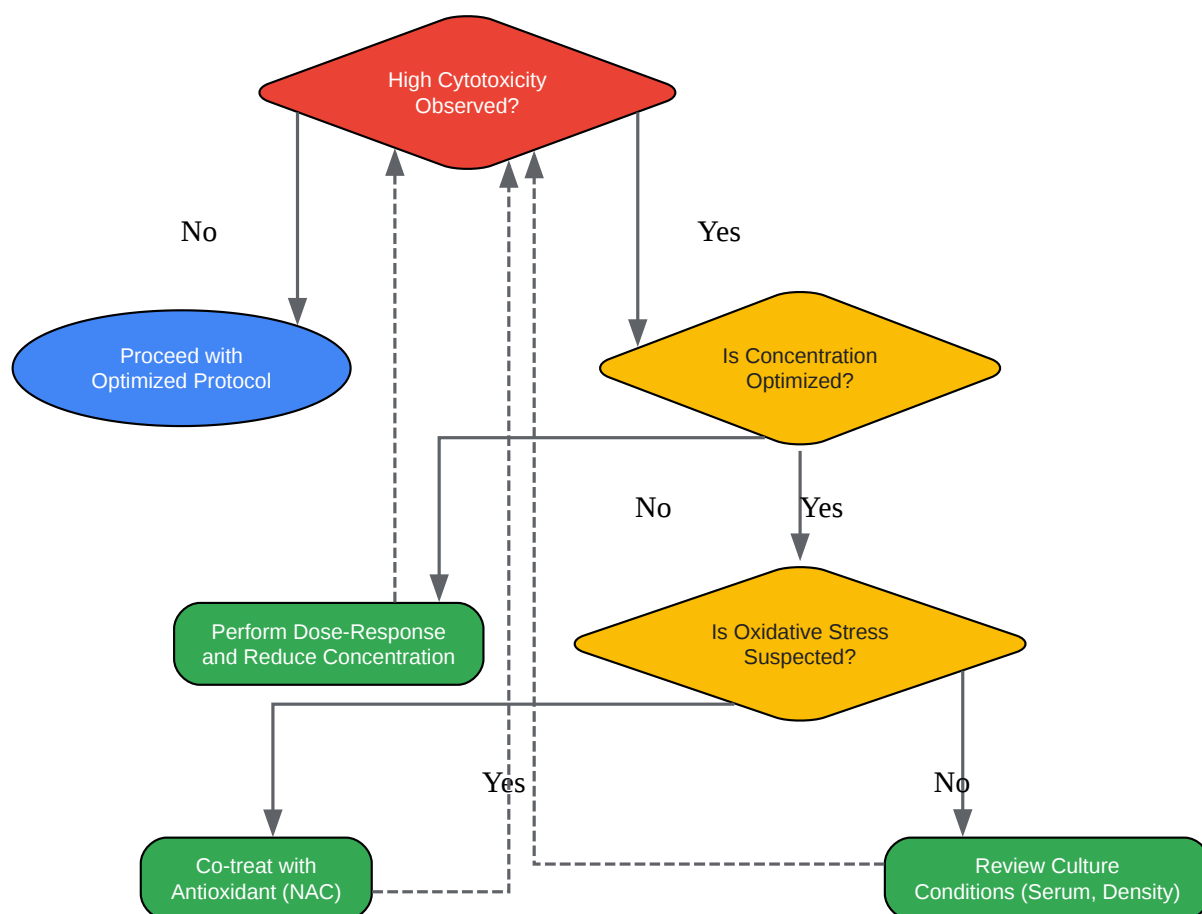 High Cytotoxicity
Observed?
No
Yes
Proceed with
Optimized Protocol
Is Concentration
Optimized?
No
Yes
Perform Dose-Response
and Reduce Concentration
Is Oxidative Stress
Suspected?
Yes
No
Co-treat with
Antioxidant (NAC)
Review Culture
Conditions (Serum, Density)